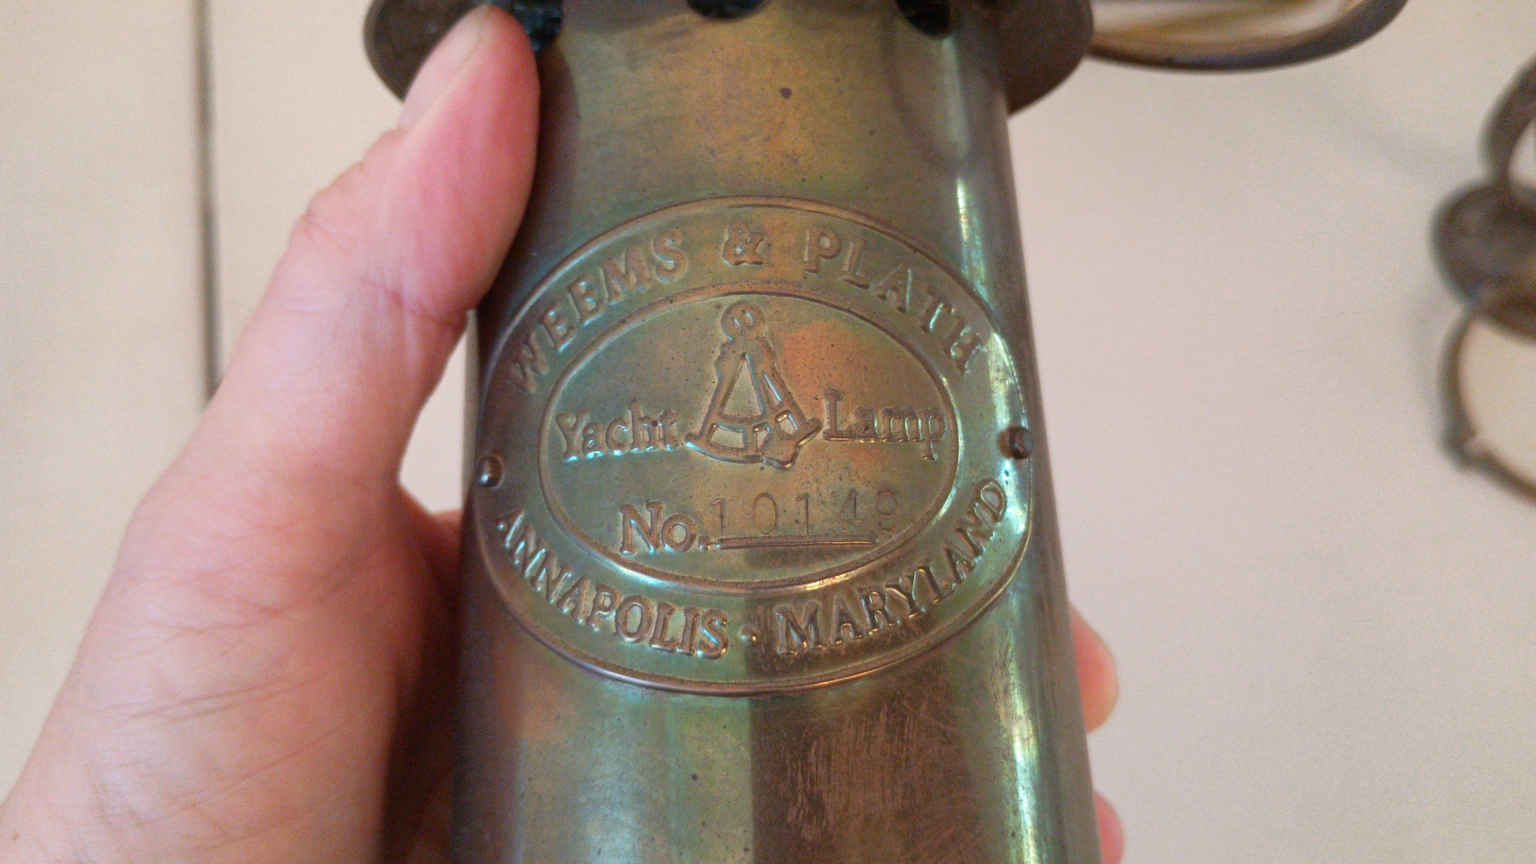 WEEMS & PLATH
Yacht Lamp
No. 10149
ANNAPOLIS · MARYLAND